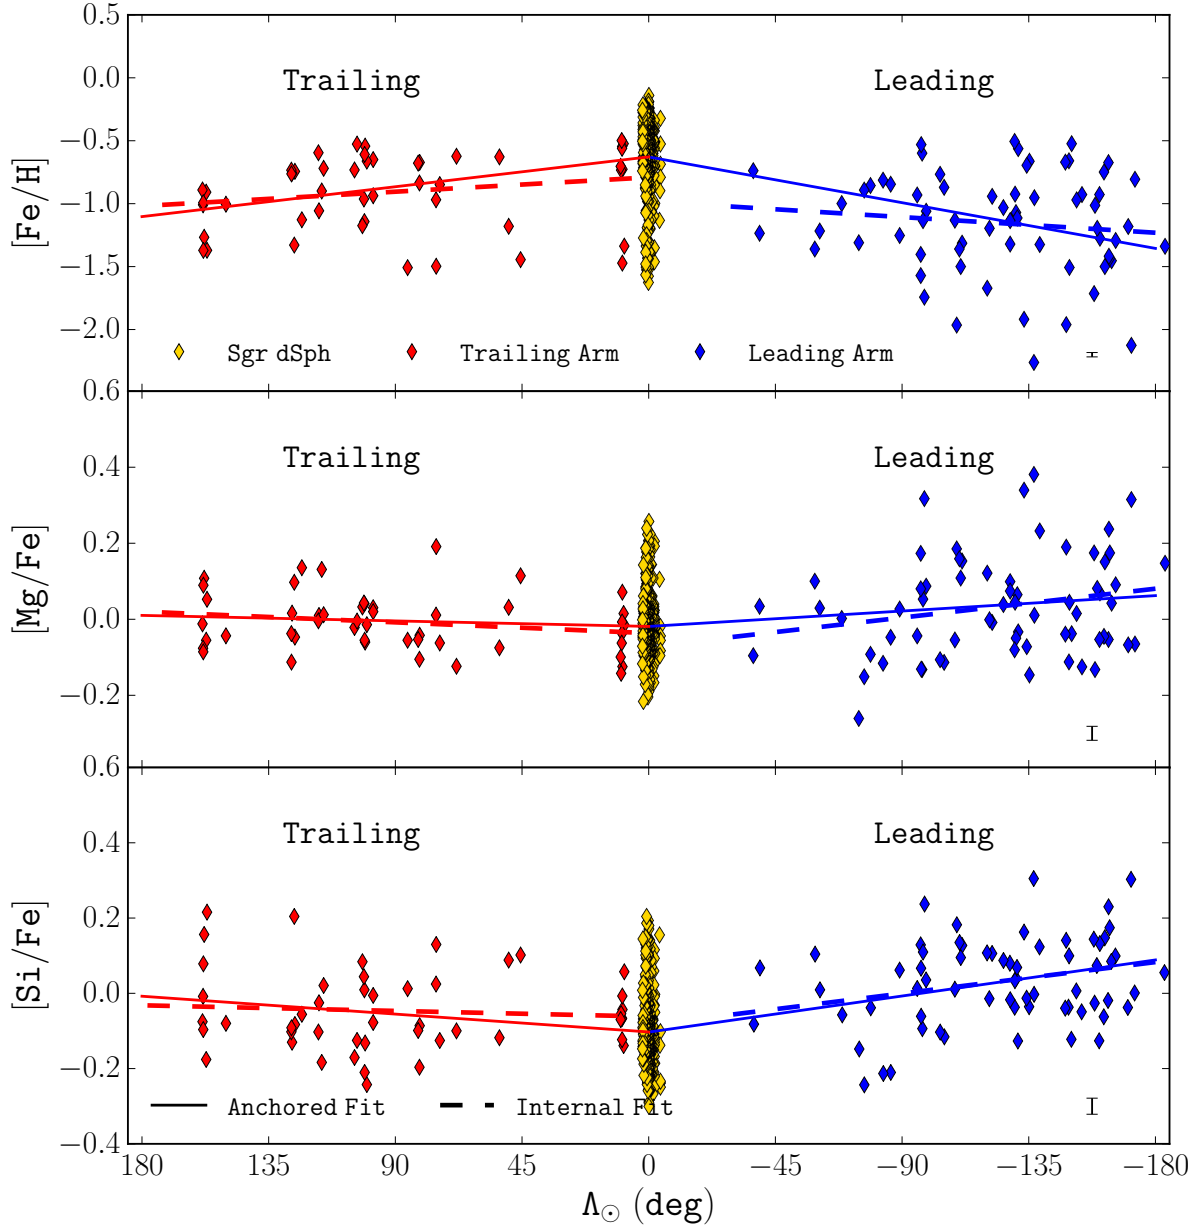 0.5
0.0
−0.5
−1.0
−1.5
−2.0
[Fe/H]
Trailing
Leading
Sgr dSph
Trailing Arm
Leading Arm
0.6
0.4
0.2
0.0
−0.2
[Mg/Fe]
Trailing
Leading
0.6
0.4
0.2
0.0
−0.2
−0.4
[Si/Fe]
Trailing
Leading
Anchored Fit
Internal Fit
180 135 90 45 0 −45 −90 −135 −180
Λ☉ (deg)